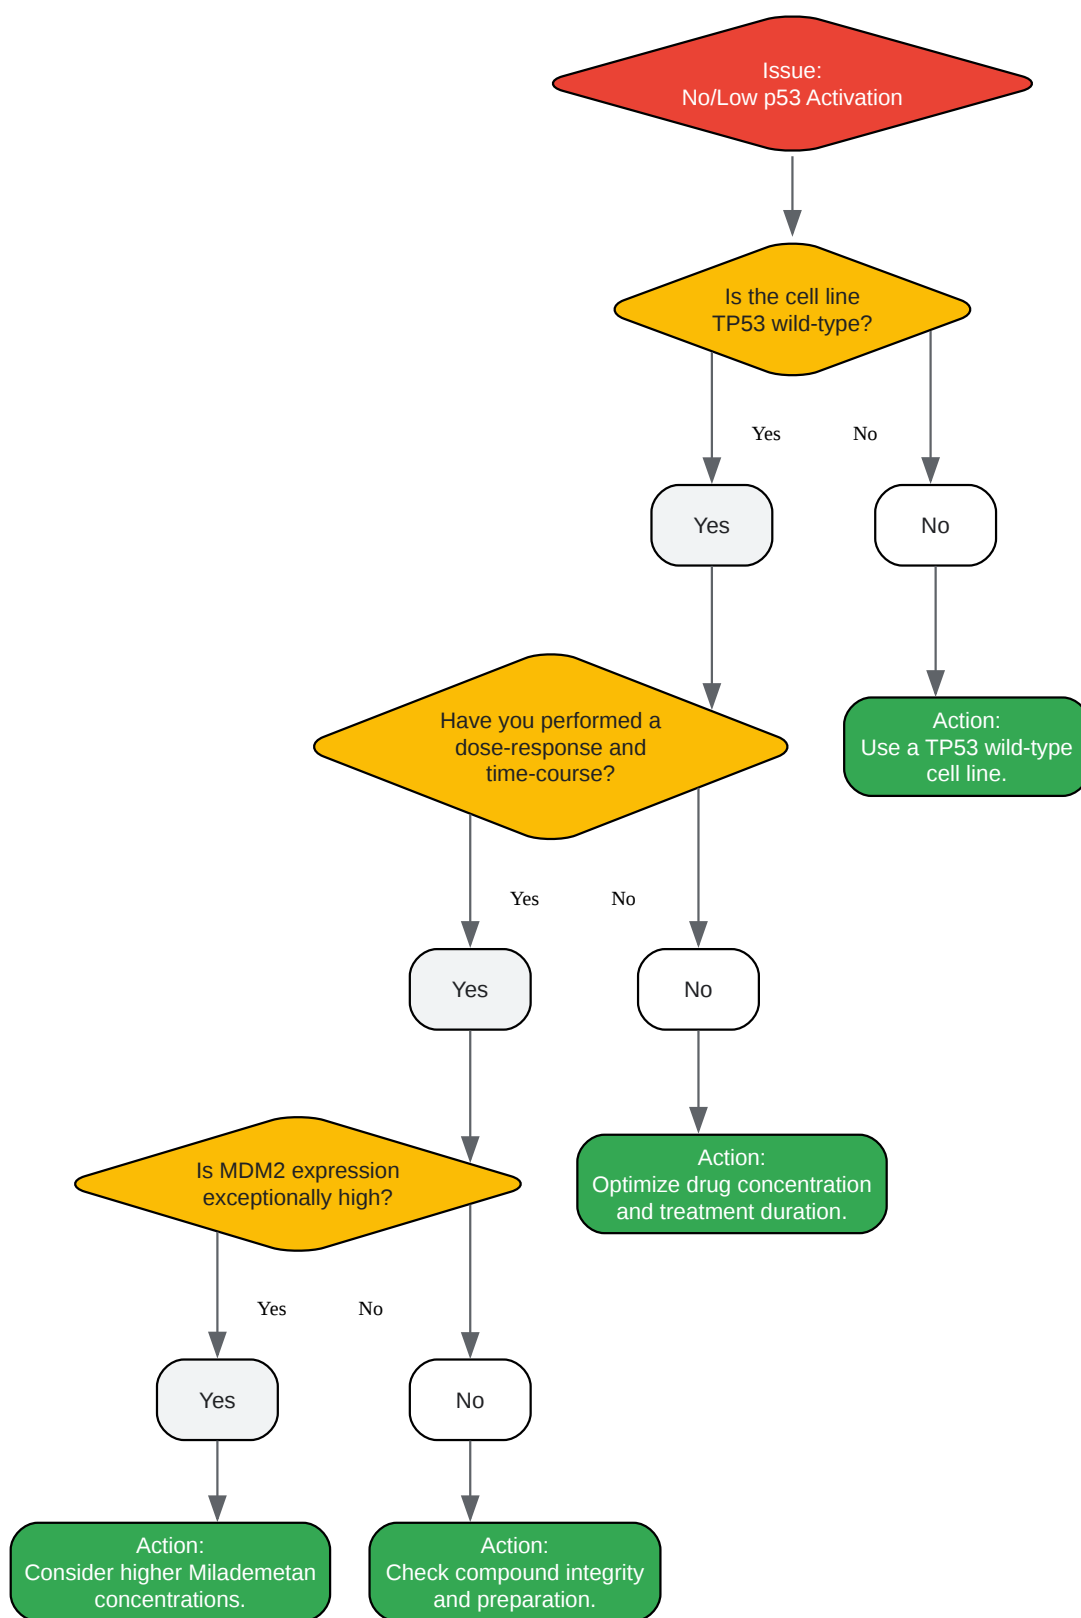 Issue:
No/Low p53 Activation
Is the cell line
TP53 wild-type?
Yes
No
Yes
No
Have you performed a
dose-response and
time-course?
Action:
Use a TP53 wild-type
cell line.
Yes
No
Yes
No
Is MDM2 expression
exceptionally high?
Action:
Optimize drug concentration
and treatment duration.
Yes
No
Yes
No
Action:
Consider higher Milademetan
concentrations.
Action:
Check compound integrity
and preparation.